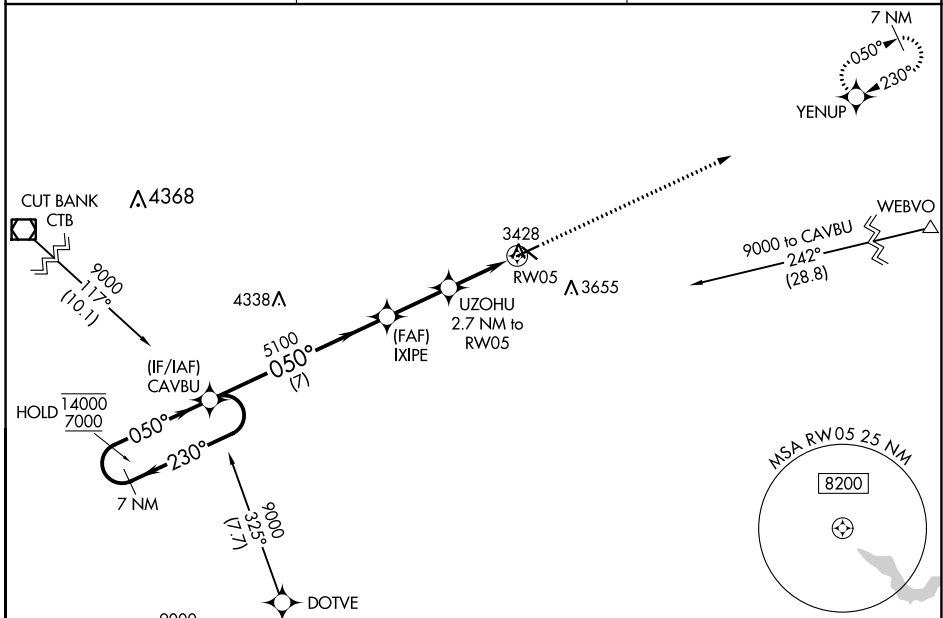 7 NM
050°
230°
YENUP
CUT BANK
CTB
4368
WEBVO
9000 to CAVBU
242°
(28.8)
9000
117°
(10.1)
3428
RW05
3655
4338
UZOHU
2.7 NM to
RW05
(FAF)
IXIPE
5100
050°
(7)
(IF/IAF)
CAVBU
HOLD
14000
7000
050°
230°
7 NM
MSA RW05 25 NM
8200
9000
325°
(7.7)
DOTVE